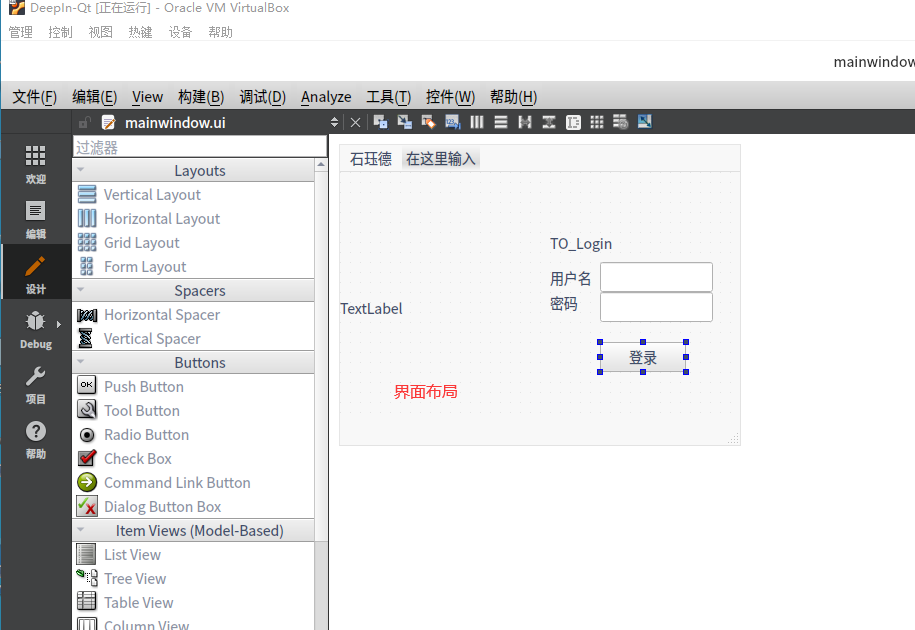 DeepIn-Qt [正在运行] - Oracle VM VirtualBox
管理 控制 视图 热键 设备 帮助
mainwindow
文件(F) 编辑(E) View 构建(B) 调试(D) Analyze 工具(T) 控件(W) 帮助(H)
mainwindow.ui
欢迎
编辑
设计
Debug
项目
帮助
过滤器
Layouts
Vertical Layout
Horizontal Layout
Grid Layout
Form Layout
Spacers
Horizontal Spacer
Vertical Spacer
Buttons
OK Push Button
Tool Button
Radio Button
Check Box
Command Link Button
Dialog Button Box
Item Views (Model-Based)
List View
Tree View
Table View
Column View
石珏德 在这里输入
TO_Login
用户名
密码
TextLabel
登录
界面布局